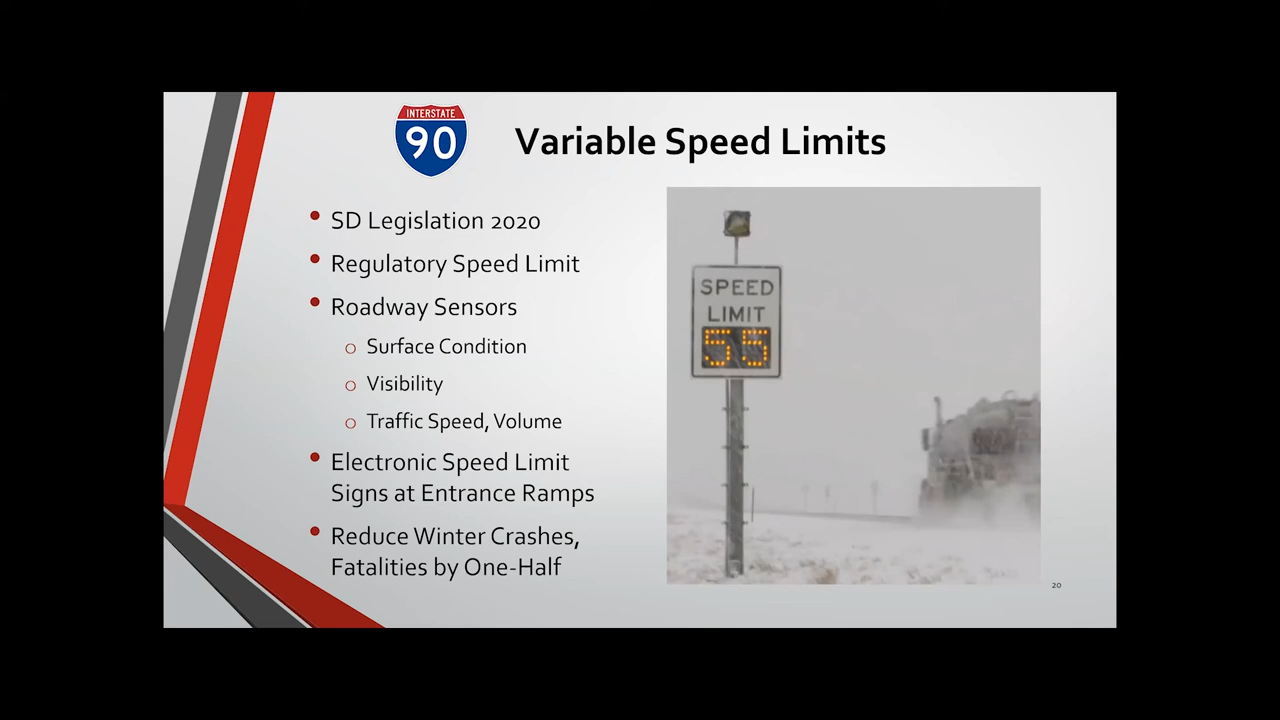 INTERSTATE
90
Variable Speed Limits
SD Legislation 2020
Regulatory Speed Limit
Roadway Sensors
Surface Condition
Visibility
Traffic Speed, Volume
Electronic Speed Limit
Signs at Entrance Ramps
Reduce Winter Crashes,
Fatalities by One-Half
SPEED
LIMIT
55
20